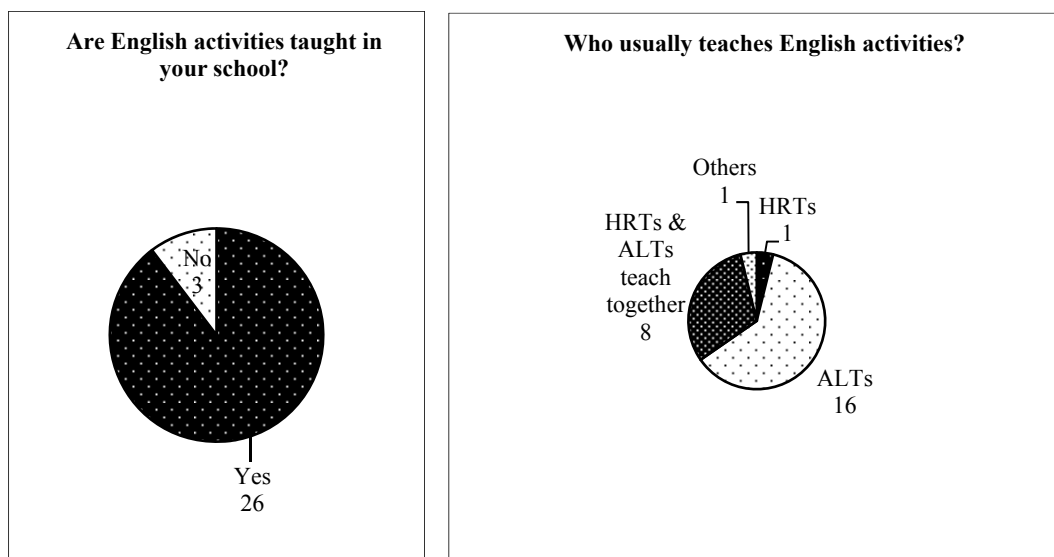 Are English activities taught in
your school?
No
3
Yes
26
Who usually teaches English activities?
Others
1
HRTs
1
HRTs &
ALTs
teach
together
8
ALTs
16